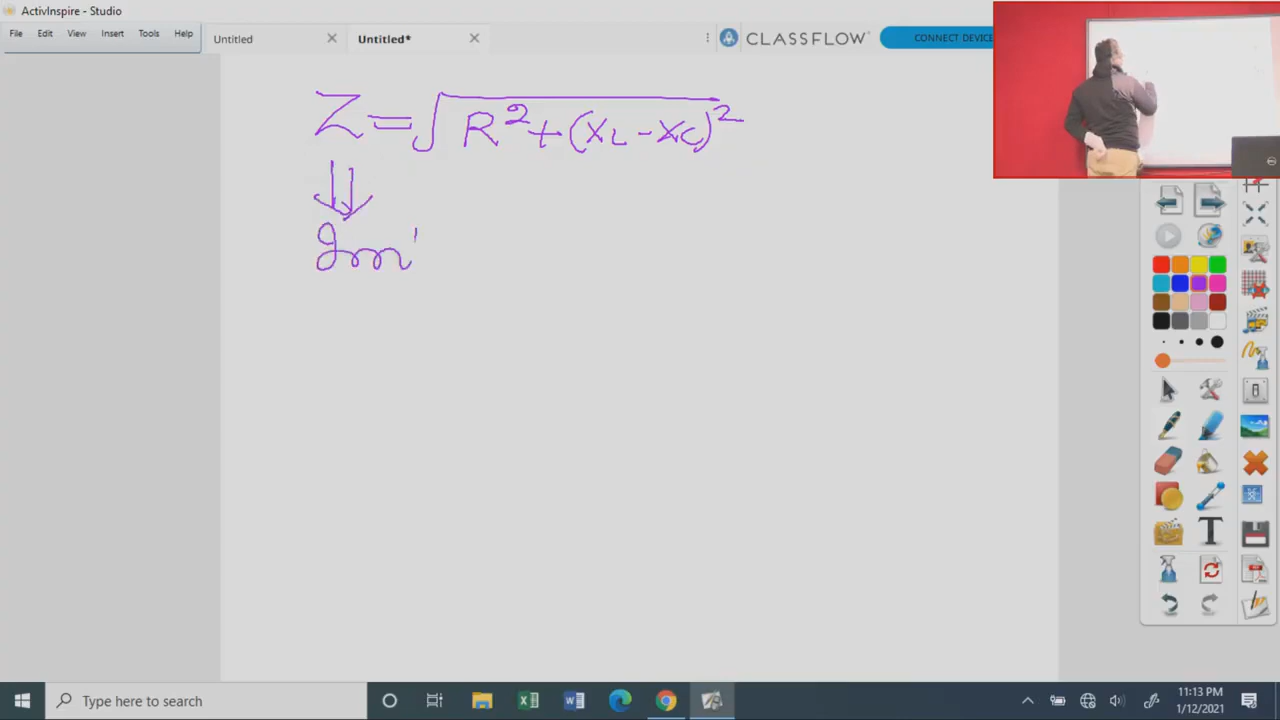 ActivInspire - Studio
File Edit View Insert Tools Help
Untitled
Untitled*
CLASSFLOW
CONNECT DEVICE
Z = √R² + (XL - XC)²
Im
T
Type here to search
11:13 PM
1/12/2021